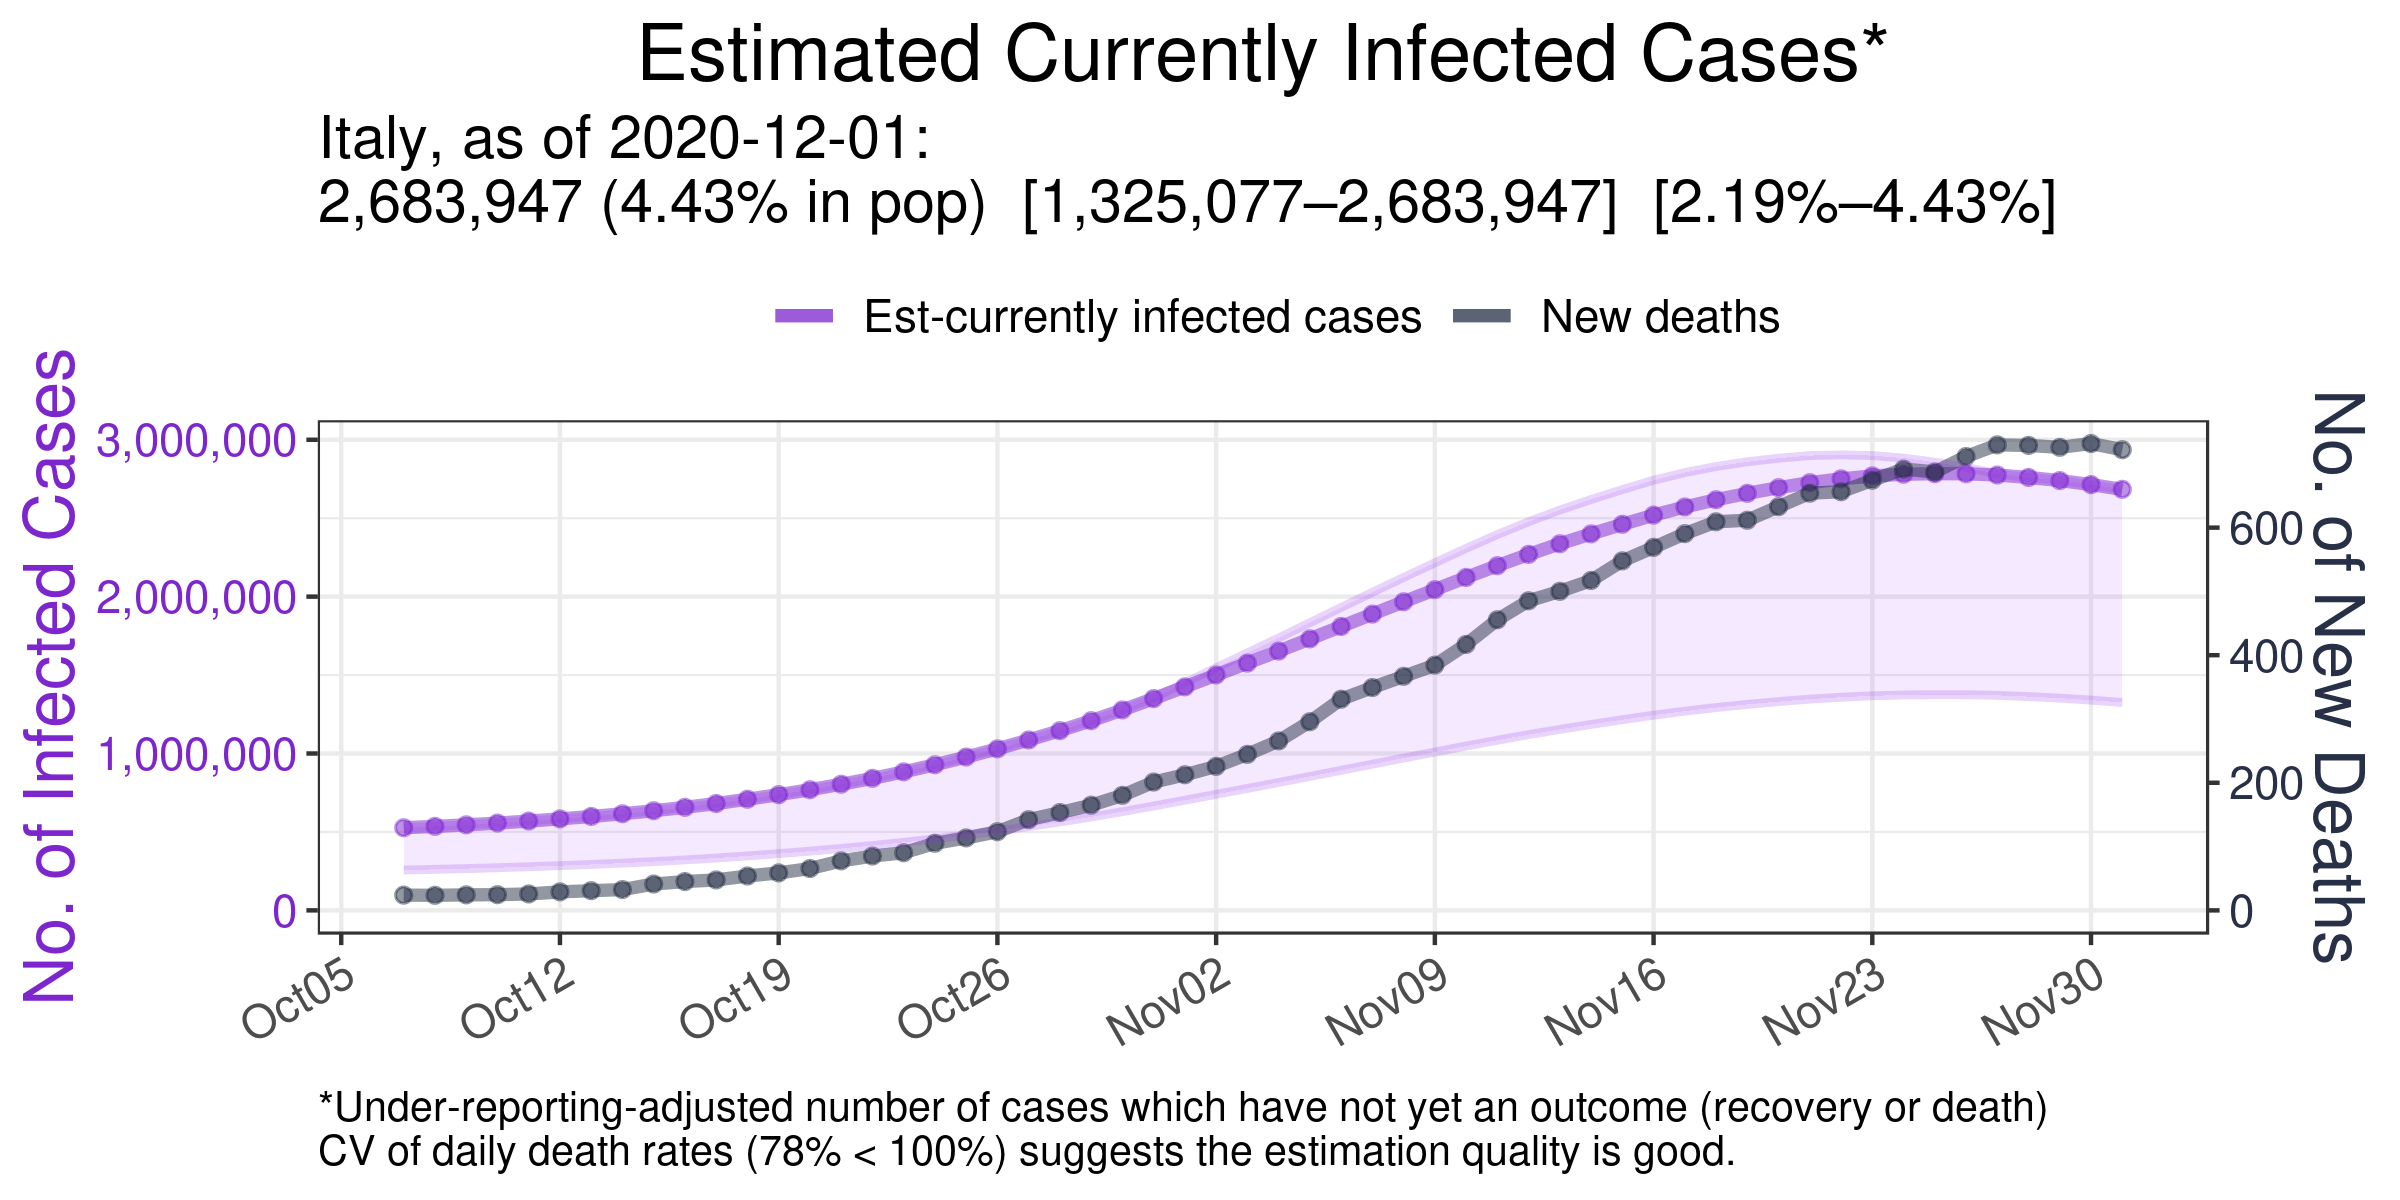 Estimated Currently Infected Cases*
Italy, as of 2020-12-01:
2,683,947 (4.43% in pop) [1,325,077–2,683,947] [2.19%–4.43%]
Est-currently infected cases
New deaths
No. of Infected Cases
3,000,000
2,000,000
1,000,000
0
No. of New Deaths
600
400
200
0
Oct05
Oct12
Oct19
Oct26
Nov02
Nov09
Nov16
Nov23
Nov30
*Under-reporting-adjusted number of cases which have not yet an outcome (recovery or death)
CV of daily death rates (78% < 100%) suggests the estimation quality is good.